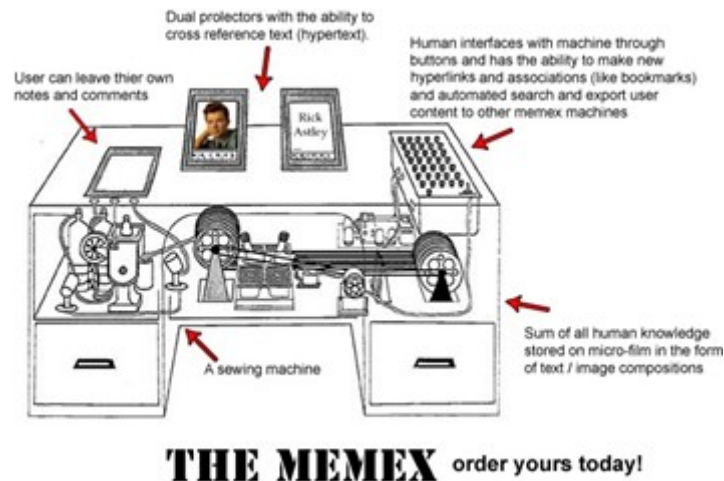 Dual prolectors with the ability to
cross reference text (hypertext).
Human interfaces with machine through
buttons and has the ability to make new
hyperlinks and associations (like bookmarks)
and automated search and export user
content to other memex machines
User can leave thier own
notes and comments
Rick
Astley
A sewing machine
Sum of all human knowledge
stored on micro-film in the form
of text / image compositions
THE MEMEX order yours today!